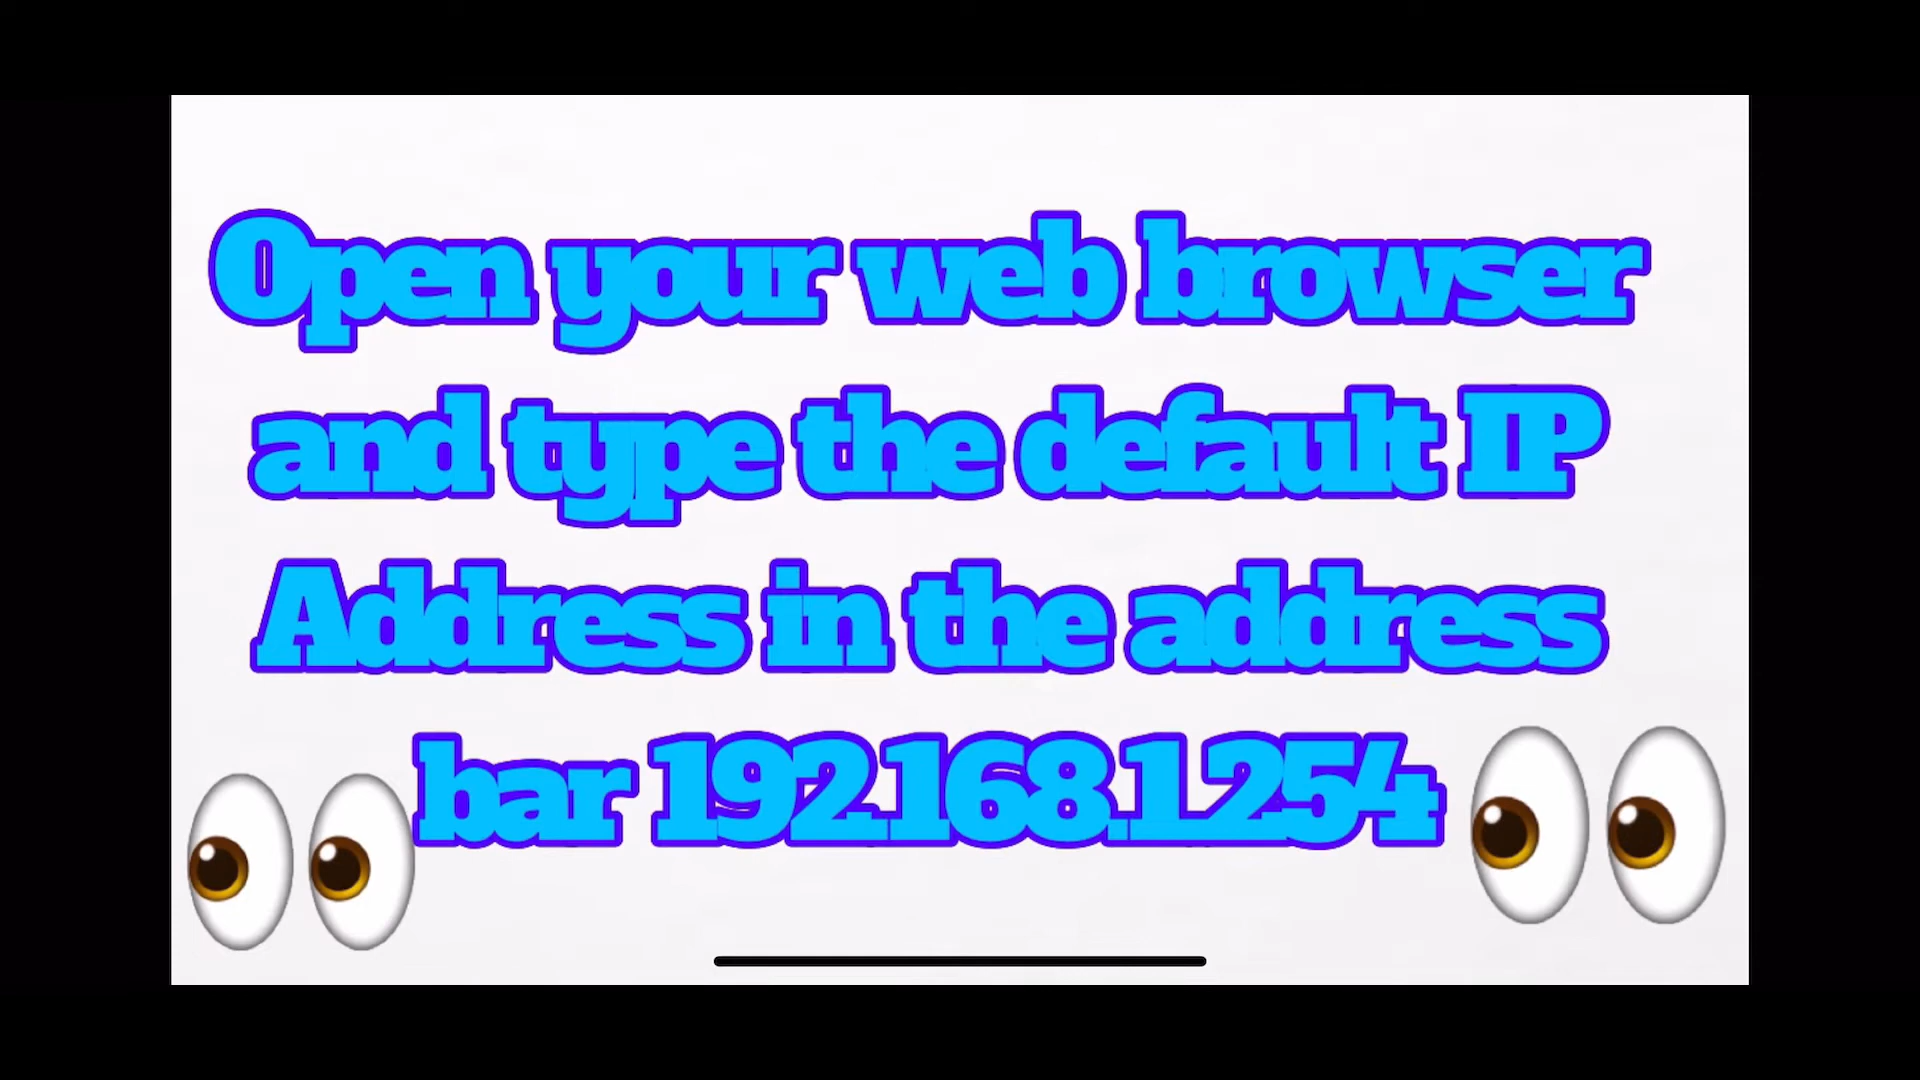 Open your web browser
and type the default IP
Address in the address
bar 192.168.1.254